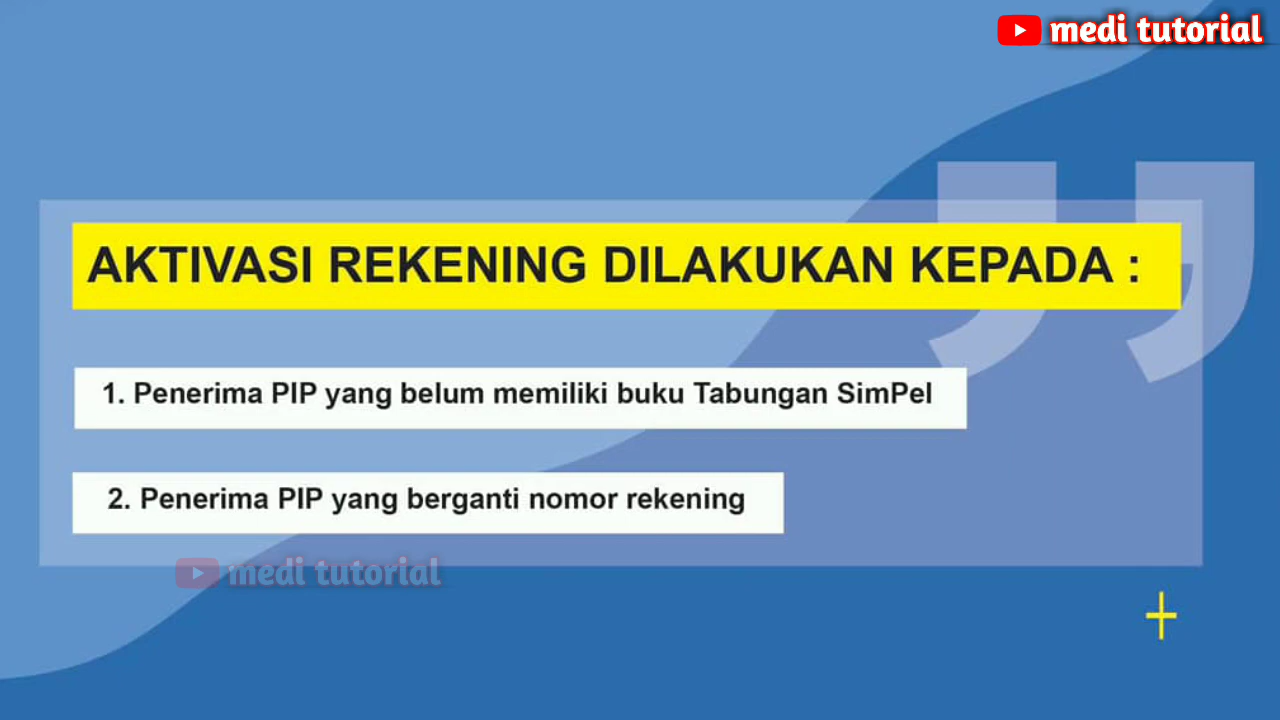 medi tutorial
AKTIVASI REKENING DILAKUKAN KEPADA :
1. Penerima PIP yang belum memiliki buku Tabungan SimPel
2. Penerima PIP yang berganti nomor rekening
medi tutorial